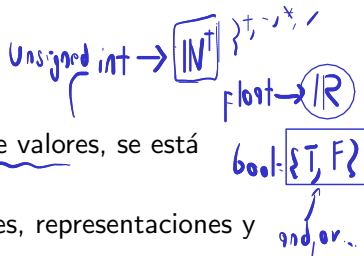 Unsigned int → ℕ⁺ } +, -, *, /
Float → ℝ
e valores, se está
bool = {T, F}
es, representaciones y
and, or...